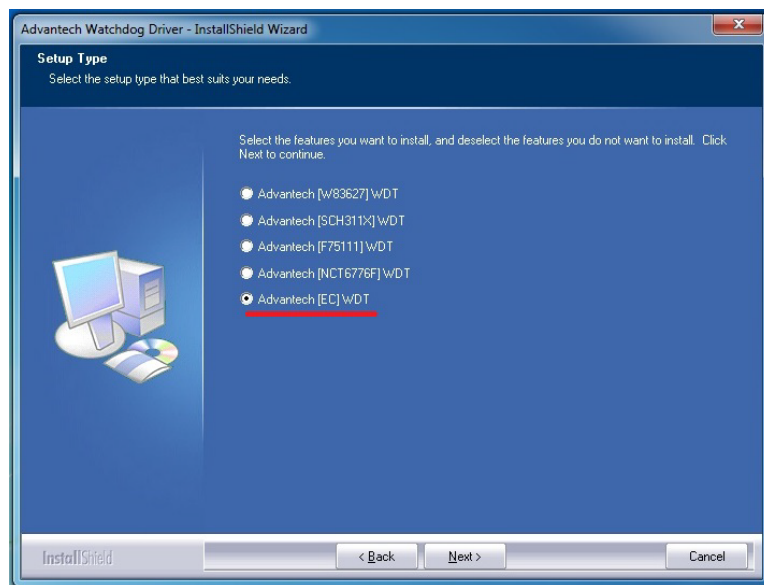 Advantech Watchdog Driver - InstallShield Wizard
Setup Type
Select the setup type that best suits your needs.
Select the features you want to install, and deselect the features you do not want to install. Click
Next to continue.
Advantech [W83627] WDT
Advantech [SCH311X] WDT
Advantech [F75111] WDT
Advantech [NCT6776F] WDT
Advantech [EC] WDT
InstallShield
< Back
Next >
Cancel